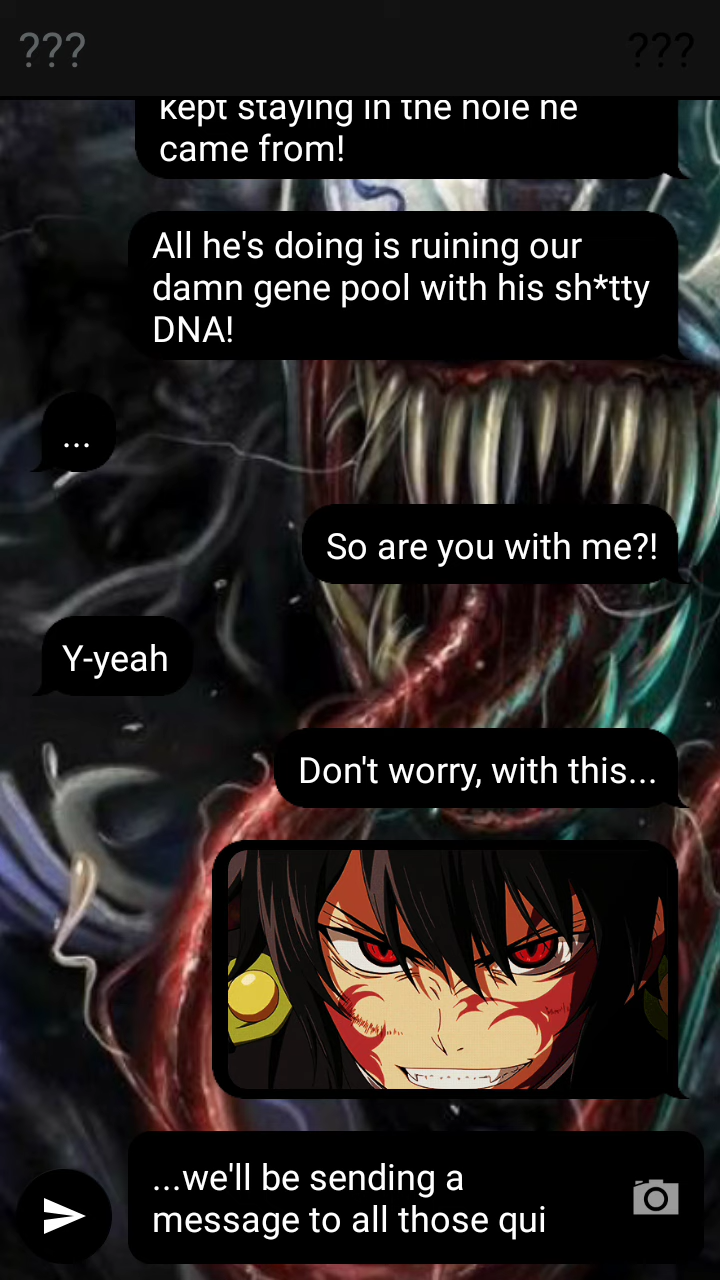 ??? ???
kept staying in the hole he
came from!
All he's doing is ruining our
damn gene pool with his sh*tty
DNA!
...
So are you with me?!
Y-yeah
Don't worry, with this...
...we'll be sending a
message to all those qui